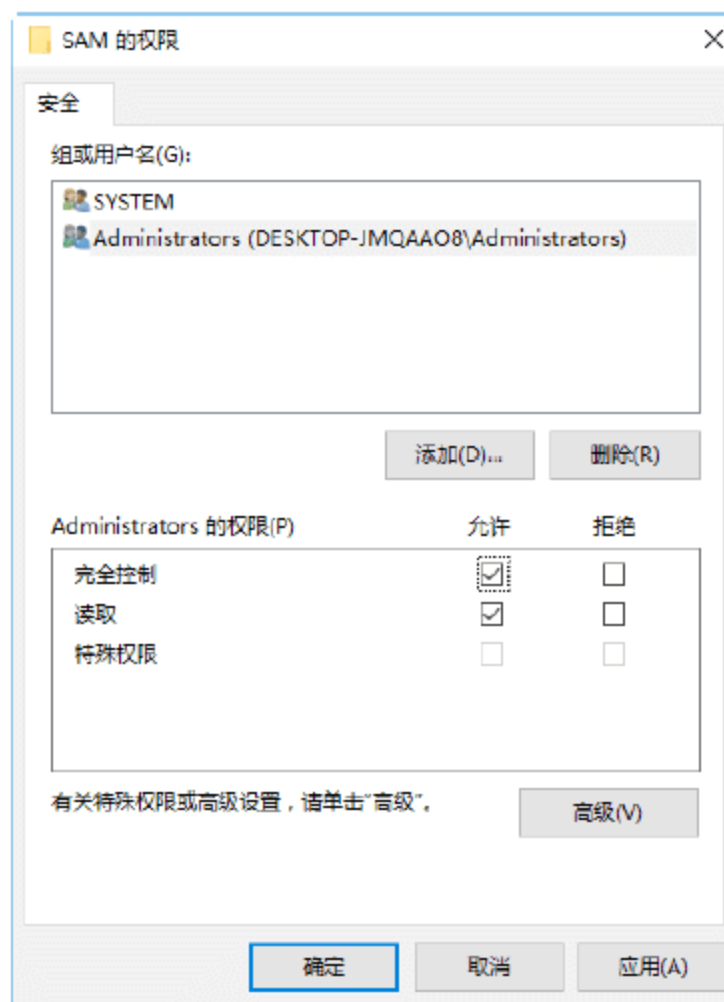 SAM 的权限
安全
组或用户名(G):
SYSTEM
Administrators (DESKTOP-JMQAAO8\Administrators)
添加(D)...
删除(R)
Administrators 的权限(P) 允许 拒绝
完全控制
读取
特殊权限
有关特殊权限或高级设置，请单击"高级"。
高级(V)
确定
取消
应用(A)